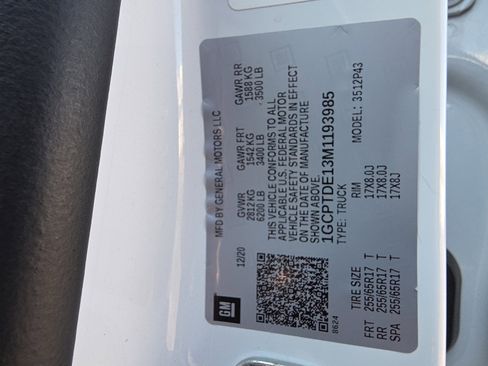 MFD BY GENERAL MOTORS LLC
12/20 GVWR GAWR FRT GAWR RR
2812 KG 1542 KG 1588 KG
6200 LB 3400 LB 3500 LB
THIS VEHICLE CONFORMS TO ALL
APPLICABLE U.S. FEDERAL MOTOR
VEHICLE SAFETY STANDARDS IN EFFECT
ON THE DATE OF MANUFACTURE
SHOWN ABOVE.
1GCPTDE13M1193985
TYPE: TRUCK MODEL: 3512P43
GM
8624
TIRE SIZE RIM
FRT 255/65R17 T 17X8.0J
RR 255/65R17 T 17X8.0J
SPA 255/65R17 T 17X8J